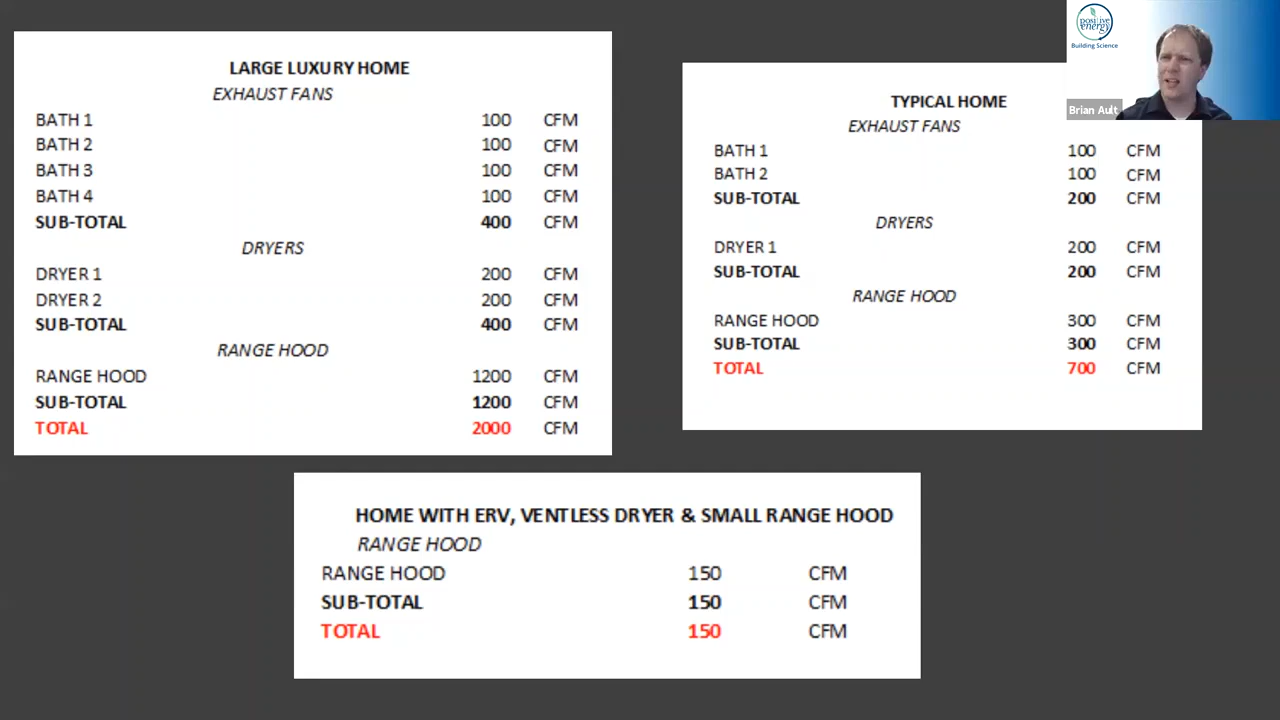 LARGE LUXURY HOME
EXHAUST FANS
BATH 1 100 CFM
BATH 2 100 CFM
BATH 3 100 CFM
BATH 4 100 CFM
SUB-TOTAL 400 CFM
DRYERS
DRYER 1 200 CFM
DRYER 2 200 CFM
SUB-TOTAL 400 CFM
RANGE HOOD
RANGE HOOD 1200 CFM
SUB-TOTAL 1200 CFM
TOTAL 2000 CFM
TYPICAL HOME
EXHAUST FANS
BATH 1 100 CFM
BATH 2 100 CFM
SUB-TOTAL 200 CFM
DRYERS
DRYER 1 200 CFM
SUB-TOTAL 200 CFM
RANGE HOOD
RANGE HOOD 300 CFM
SUB-TOTAL 300 CFM
TOTAL 700 CFM
HOME WITH ERV, VENTLESS DRYER & SMALL RANGE HOOD
RANGE HOOD
RANGE HOOD 150 CFM
SUB-TOTAL 150 CFM
TOTAL 150 CFM
positive
energy
Building Science
Brian Ault